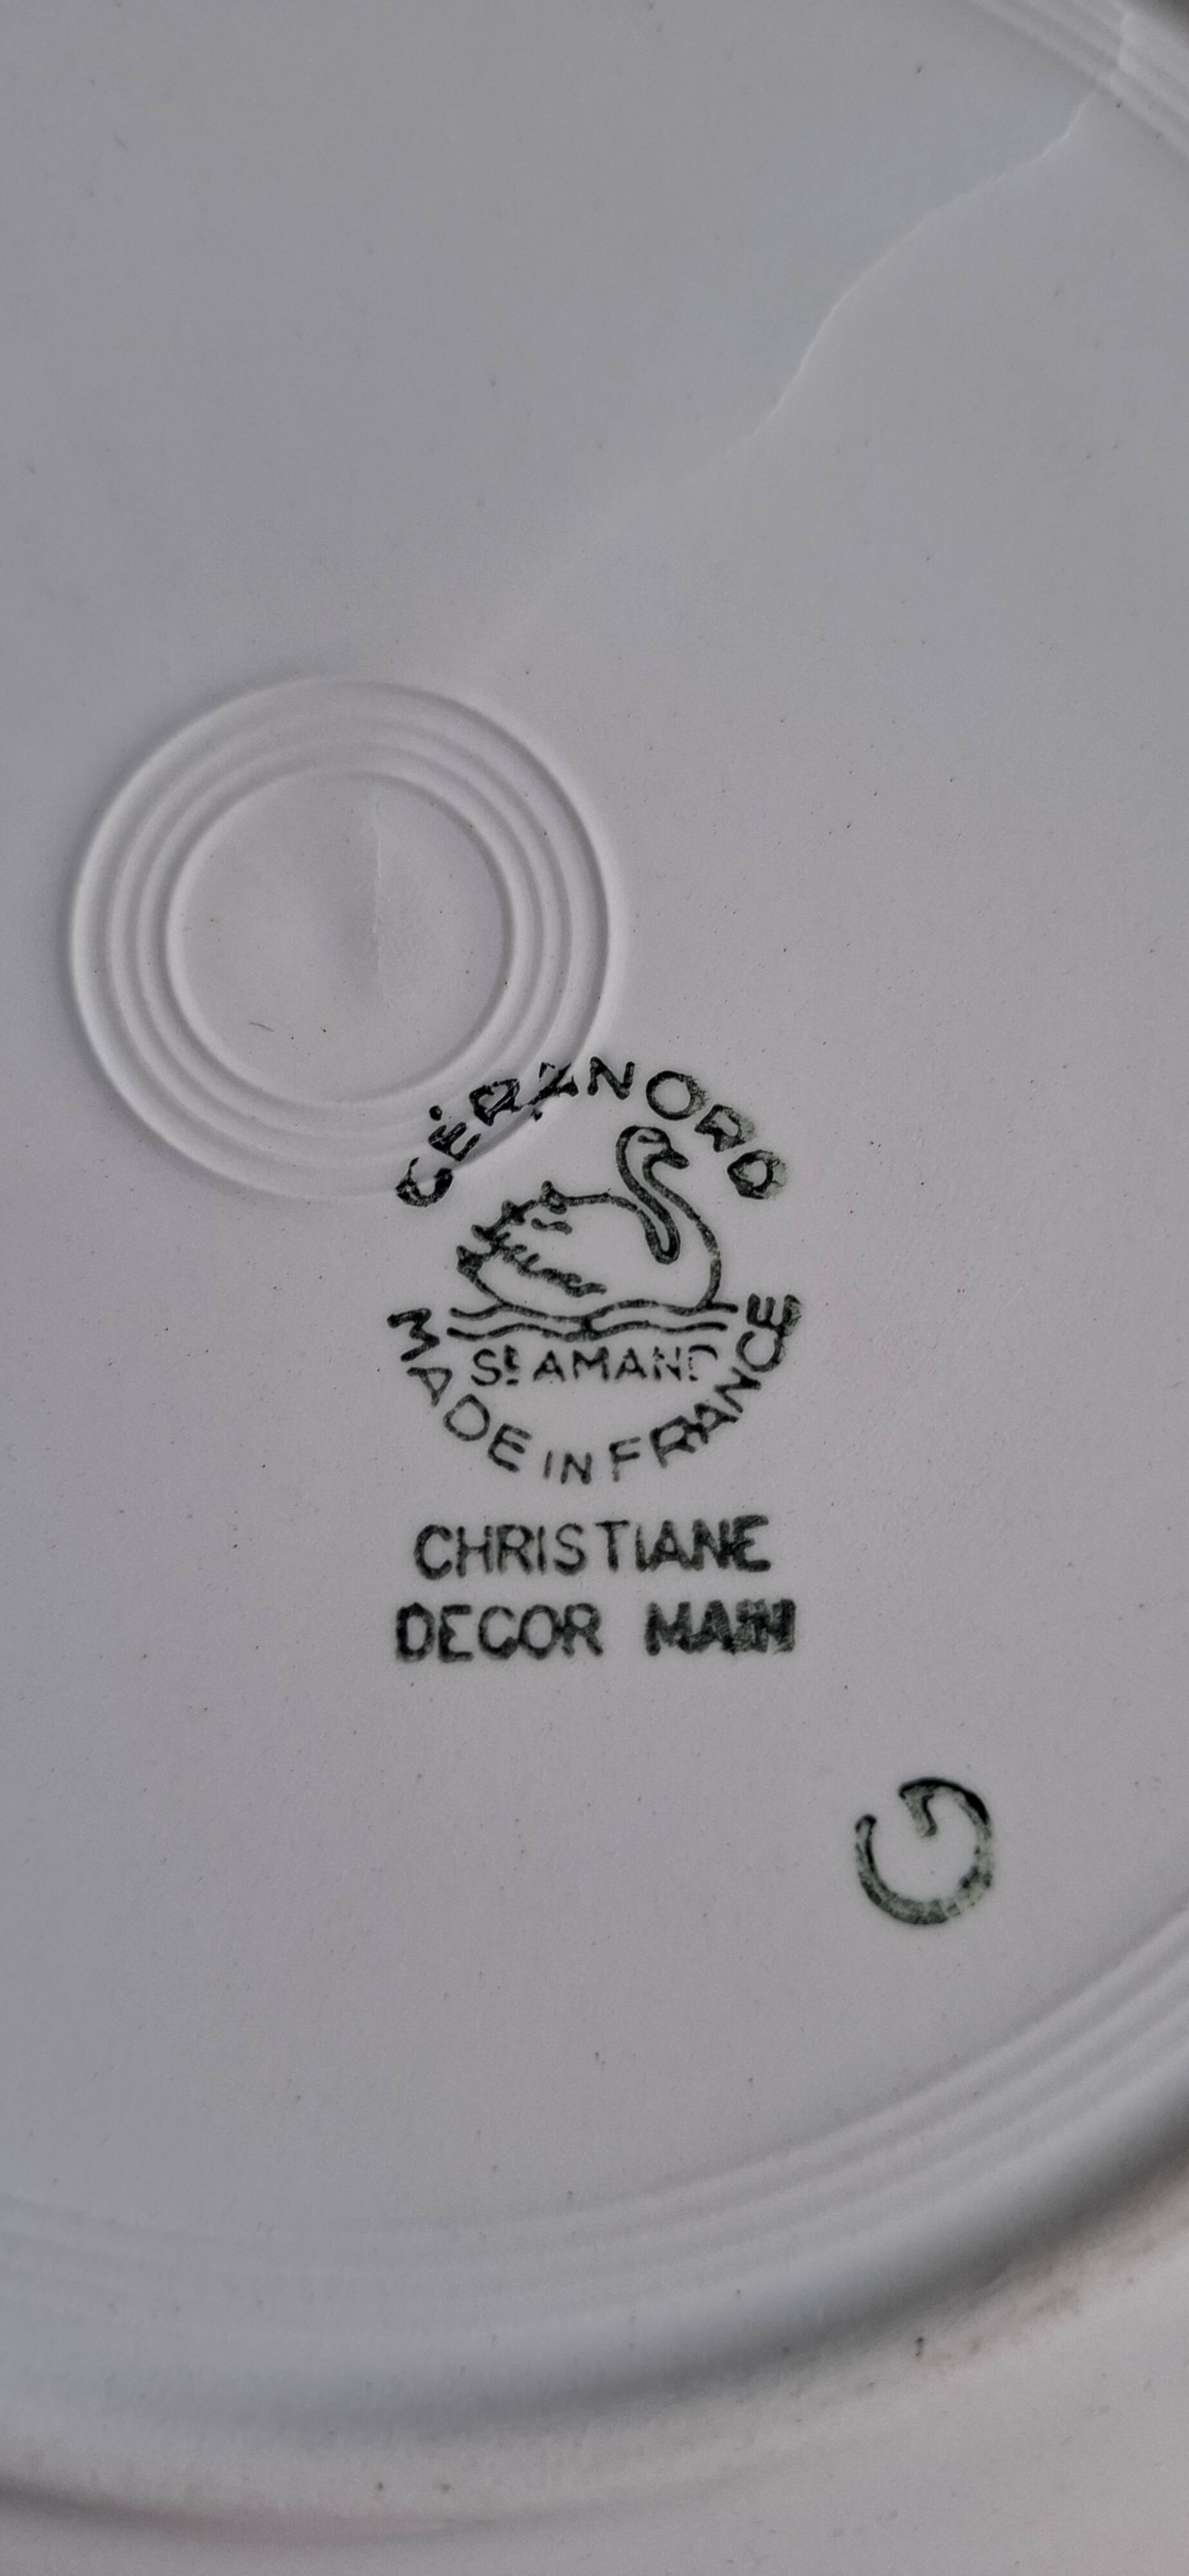 CÉRANORD
St AMAND
MADE IN FRANCE
CHRISTIANE
DECOR MAIN
G